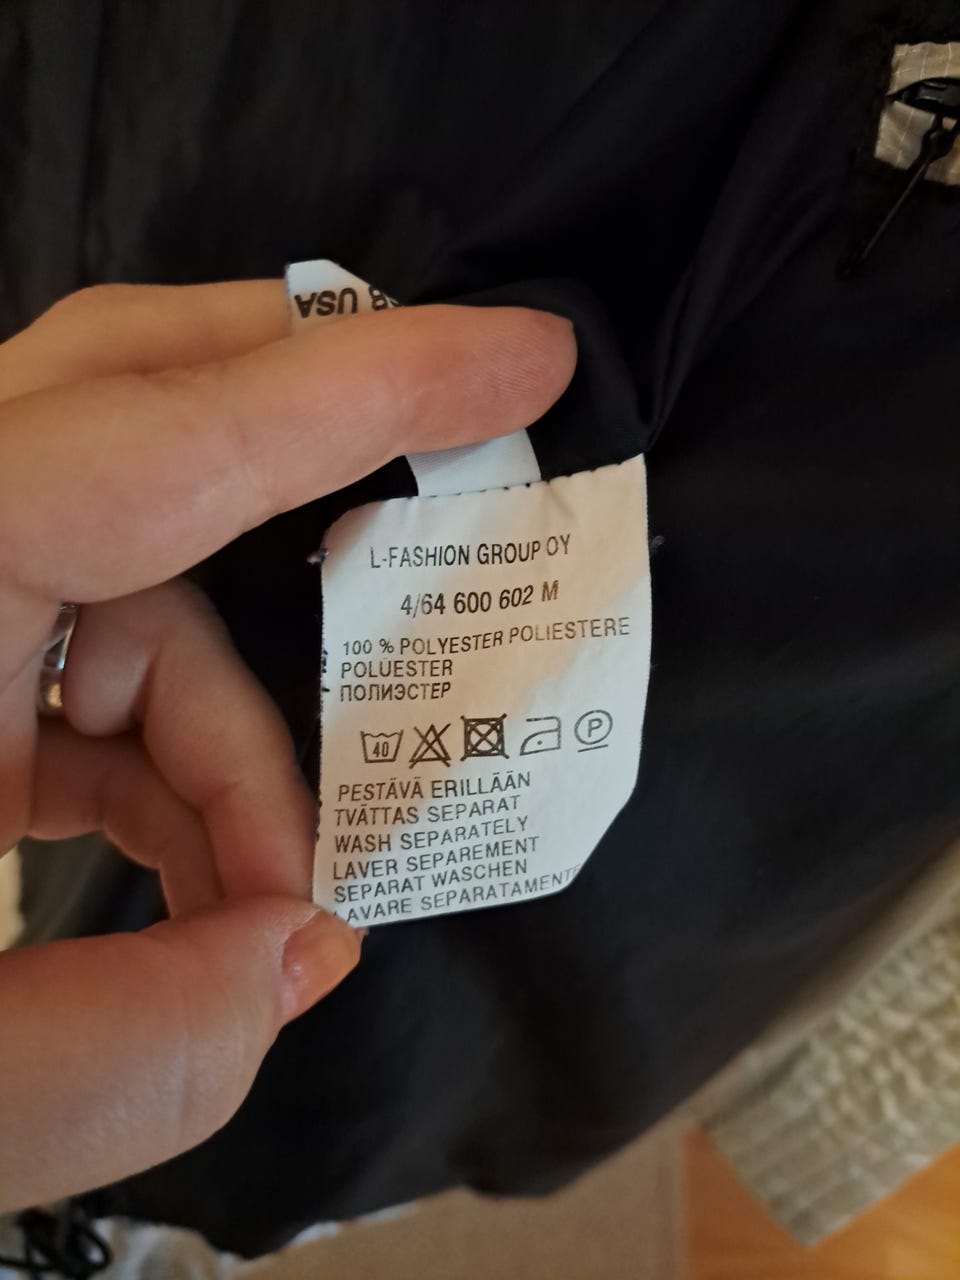 USA
L-FASHION GROUP OY
4/64 600 602 M
100 % POLYESTER POLIESTERE
POLÜESTER
ПОЛИЭСТЕР
40 P
PESTÄVÄ ERILLÄÄN
TVÄTTAS SEPARAT
WASH SEPARATELY
LAVER SEPAREMENT
SEPARAT WASCHEN
LAVARE SEPARATAMENTE